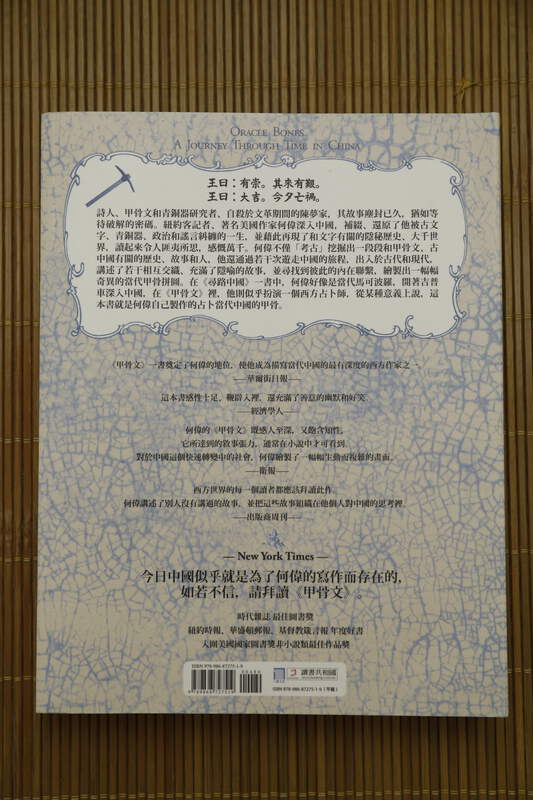 ORACLE BONES
A JOURNEY THROUGH TIME IN CHINA
王曰：有祟。其來有艱。
王曰：大吉。今夕亡禍。
詩人、甲骨文和青銅器研究者、自殺於文革期間的陳夢家，其故事塵封已久，猶如等
待破解的密碼。紐約客記者、著名美國作家何偉深入中國，補綴、還原了他被古文
字、青銅器、政治和謠言糾纏的一生，並藉此再現了和文字有關的隱秘歷史、大千世
界，讀起來令人匪夷所思，感慨萬千。何偉不僅「考古」挖掘出一段段和甲骨文、古
中國有關的歷史、故事和人，他還通過若干次遊走中國的旅程，出入於古代和現代，
講述了若干相互交織、充滿了隱喻的故事，並尋找到彼此的內在聯繫，繪製出一幅幅
奇異的當代甲骨拼圖。在《尋路中國》一書中，何偉好像是當代馬可波羅，開著吉普
車深入中國，在《甲骨文》裡，他則似乎扮演一個西方占卜師，從某種意義上說，這
本書就是何偉自己製作的占卜當代中國的甲骨。
《甲骨文》一書奠定了何偉的地位，使他成為描寫當代中國的最有深度的西方作家之一。
—華爾街日報—
這本書感性十足，鞭辟入裡，還充滿了善意的幽默和好笑。
—經濟學人—
何偉的《甲骨文》既感人至深，又飽含知性，
它所達到的敘事張力，通常在小說中才可看到。
對於中國這個快速轉變中的社會，何偉繪製了一幅幅生動而複雜的畫面。
—衛報—
西方世界的每一個讀者都應該拜讀此作。
何偉講述了別人沒有講過的故事，並把這些故事組織在他個人對中國的思考裡。
—出版商周刊—
— New York Times —
今日中國似乎就是為了何偉的寫作而存在的，
如若不信，請拜讀《甲骨文》。
時代雜誌 最佳圖書獎
紐約時報、華盛頓郵報、基督教箴言報 年度好書
入圍美國國家圖書獎非小說類最佳作品獎
ISBN 978-986-87273-1-9
讀書共和國
ISBN 978-986-87273-1-9（平裝）